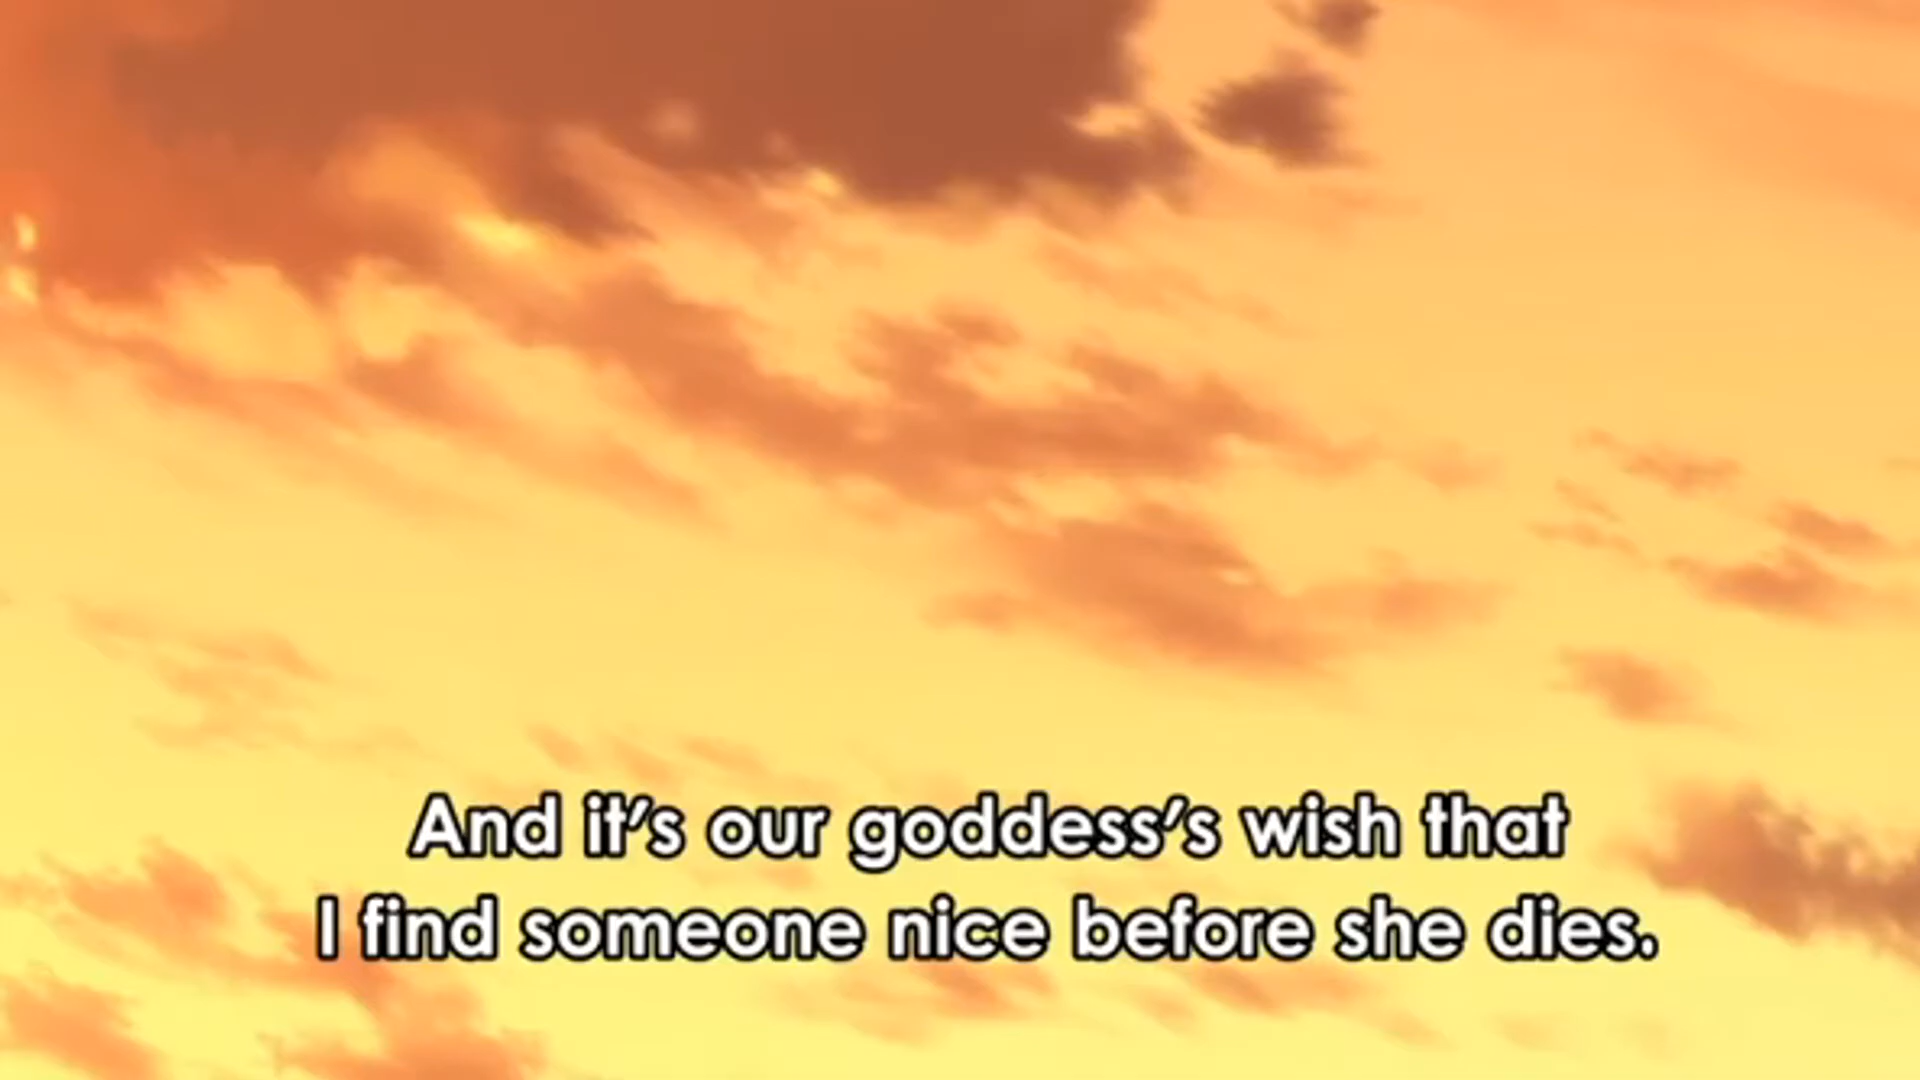 And it's our goddess's wish that
I find someone nice before she dies.